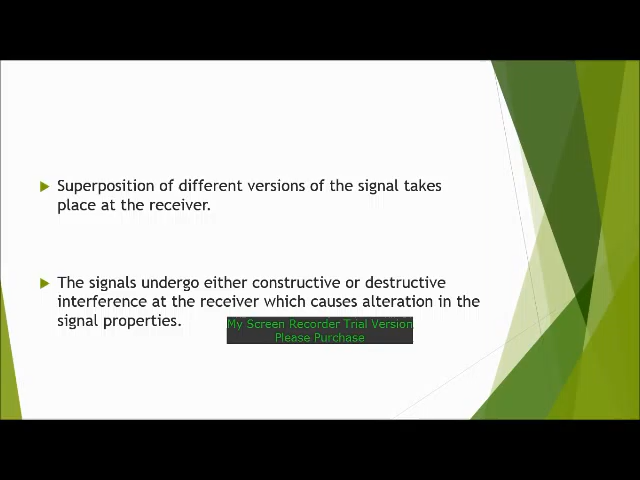 Superposition of different versions of the signal takes
place at the receiver.
The signals undergo either constructive or destructive
interference at the receiver which causes alteration in the
signal properties.
My Screen Recorder Trial Version
Please Purchase